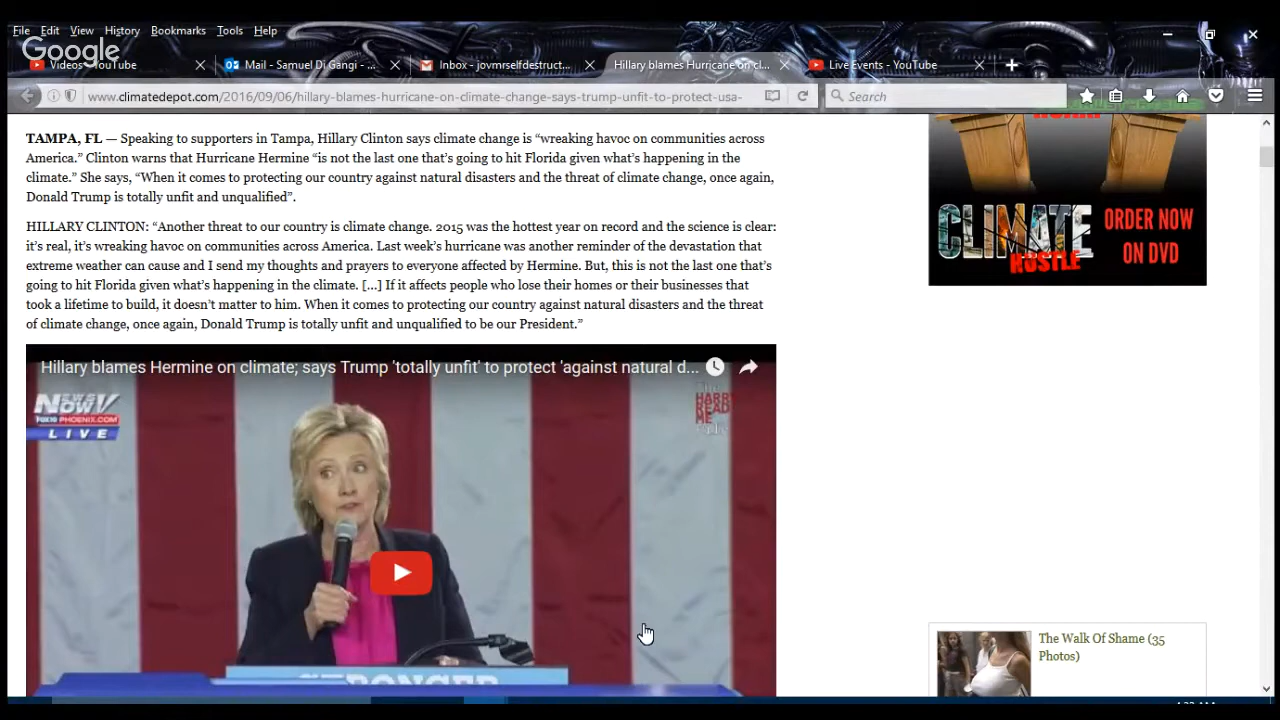 File Edit View History Bookmarks Tools Help
Google
Videos - YouTube
Mail - Samuel Di Gangi - ...
Inbox - jovmrselfdestruct...
Hillary blames Hurricane on cl...
Live Events - YouTube
www.climatedepot.com/2016/09/06/hillary-blames-hurricane-on-climate-change-says-trump-unfit-to-protect-usa-
Search
TAMPA, FL — Speaking to supporters in Tampa, Hillary Clinton says climate change is “wreaking havoc on communities across
America.” Clinton warns that Hurricane Hermine “is not the last one that’s going to hit Florida given what’s happening in the
climate.” She says, “When it comes to protecting our country against natural disasters and the threat of climate change, once again,
Donald Trump is totally unfit and unqualified”.
HILLARY CLINTON: “Another threat to our country is climate change. 2015 was the hottest year on record and the science is clear:
it’s real, it’s wreaking havoc on communities across America. Last week’s hurricane was another reminder of the devastation that
extreme weather can cause and I send my thoughts and prayers to everyone affected by Hermine. But, this is not the last one that’s
going to hit Florida given what’s happening in the climate. [...] If it affects people who lose their homes or their businesses that
took a lifetime to build, it doesn’t matter to him. When it comes to protecting our country against natural disasters and the threat
of climate change, once again, Donald Trump is totally unfit and unqualified to be our President.”
Hillary blames Hermine on climate; says Trump 'totally unfit' to protect 'against natural d...
NEWS
NOW
FOX10PHOENIX.COM
LIVE
The
HARRY
READ
ME
File
STRONGER
CLIMATE
HUSTLE
ORDER NOW
ON DVD
The Walk Of Shame (35
Photos)